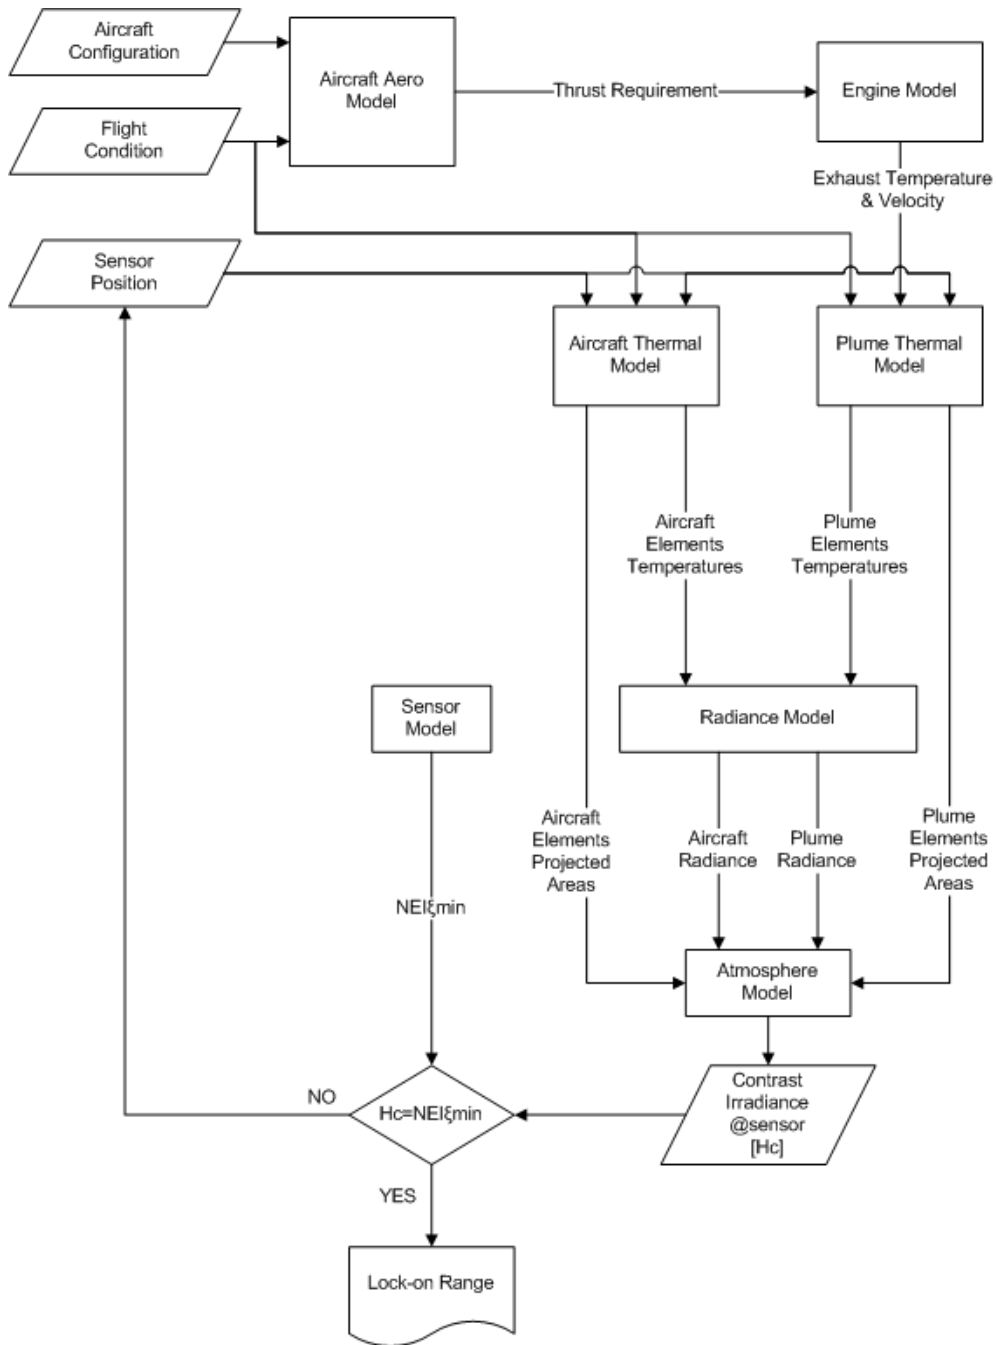 Aircraft
Configuration
Aircraft Aero
Model
Thrust Requirement
Engine Model
Flight
Condition
Exhaust Temperature
& Velocity
Sensor
Position
Aircraft Thermal
Model
Plume Thermal
Model
Aircraft
Elements
Temperatures
Plume
Elements
Temperatures
Sensor
Model
Radiance Model
Aircraft
Elements
Projected
Areas
Aircraft
Radiance
Plume
Radiance
Plume
Elements
Projected
Areas
NEIξmin
Atmosphere
Model
NO
Hc=NEIξmin
Contrast
Irradiance
@sensor
[Hc]
YES
Lock-on Range